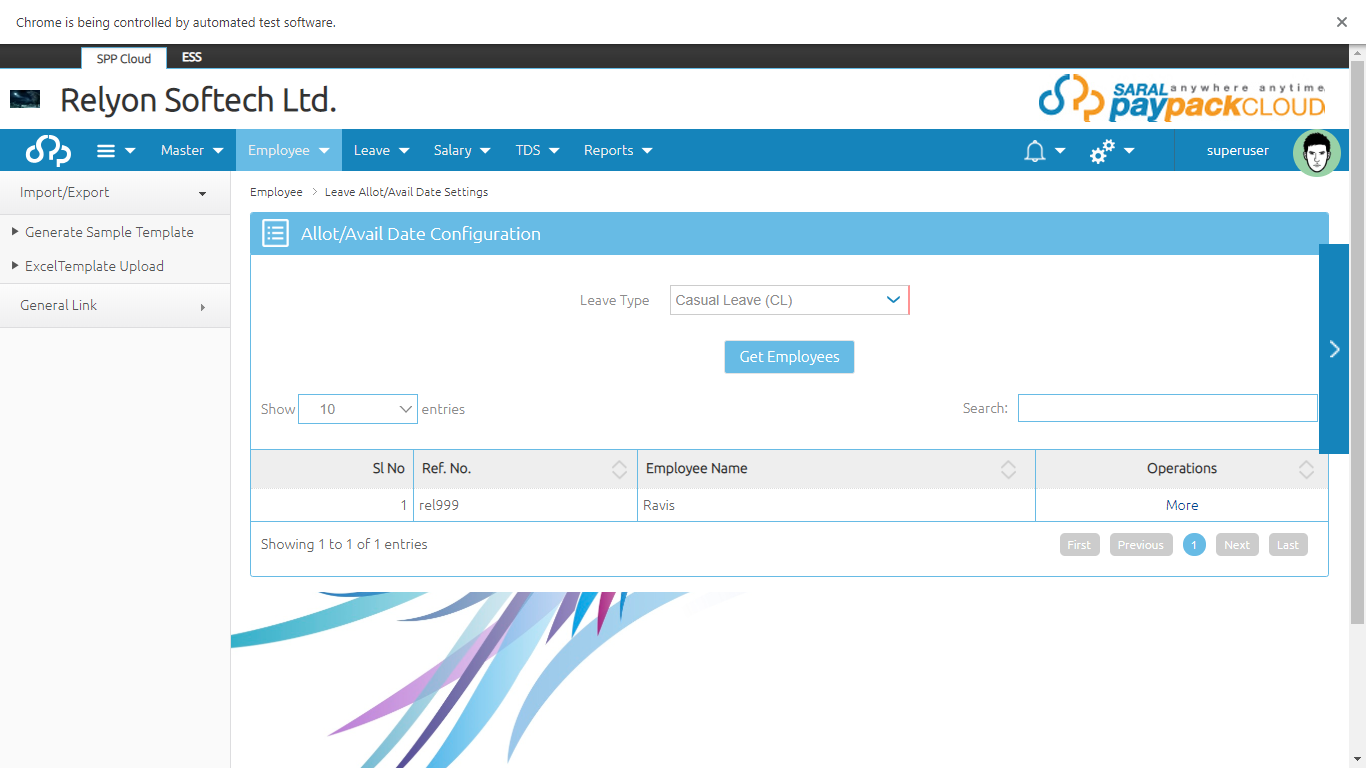 Chrome is being controlled by automated test software.
SPP Cloud ESS
Relyon Softech Ltd.
SARAL anywhere anytime
paypackCLOUD
Master Employee Leave Salary TDS Reports superuser
Import/Export
Generate Sample Template
ExcelTemplate Upload
General Link
Employee > Leave Allot/Avail Date Settings
Allot/Avail Date Configuration
Leave Type Casual Leave (CL)
Get Employees
Show 10 entries Search:
Sl No Ref. No. Employee Name Operations
1 rel999 Ravis More
Showing 1 to 1 of 1 entries First Previous 1 Next Last